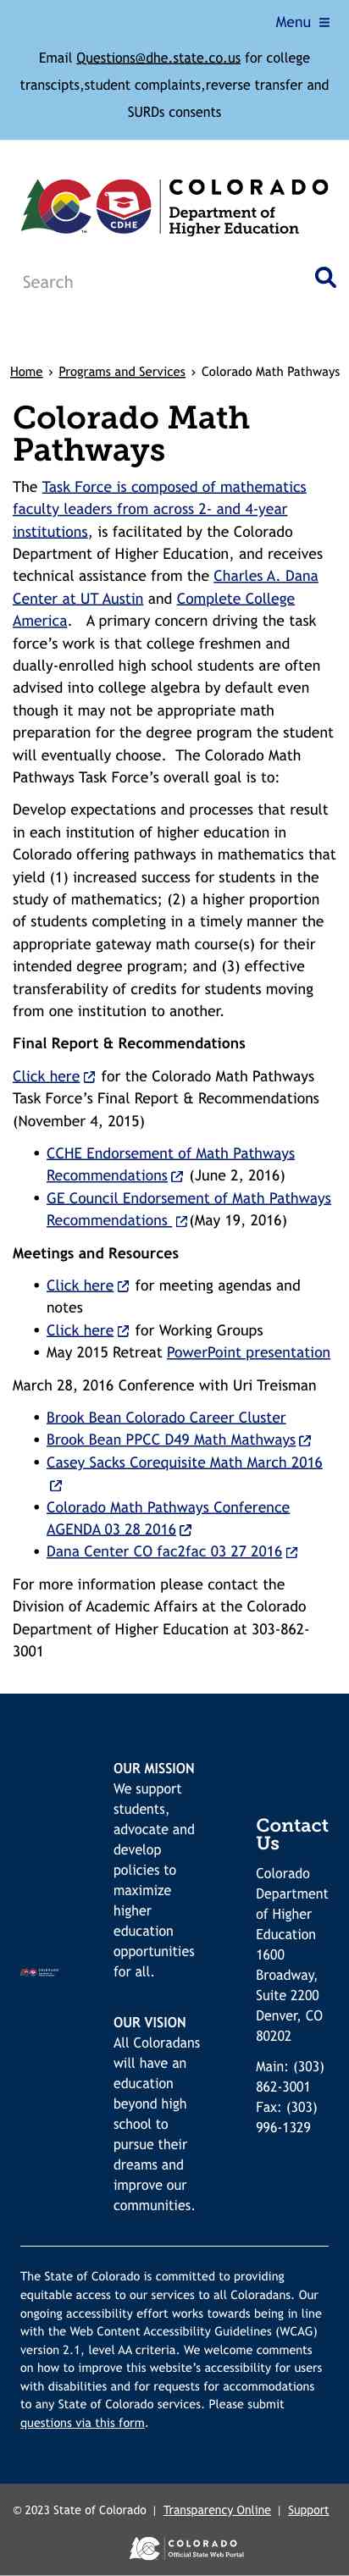 Menu ≡
Email Questions@dhe.state.co.us for college
transcipts,student complaints,reverse transfer and
SURDs consents
CO
CDHE
COLORADO
Department of
Higher Education
Search
Home › Programs and Services › Colorado Math Pathways
Colorado Math
Pathways
The Task Force is composed of mathematics
faculty leaders from across 2- and 4-year
institutions, is facilitated by the Colorado
Department of Higher Education, and receives
technical assistance from the Charles A. Dana
Center at UT Austin and Complete College
America.   A primary concern driving the task
force’s work is that college freshmen and
dually-enrolled high school students are often
advised into college algebra by default even
though it may not be appropriate math
preparation for the degree program the student
will eventually choose.  The Colorado Math
Pathways Task Force’s overall goal is to:
Develop expectations and processes that result
in each institution of higher education in
Colorado offering pathways in mathematics that
yield (1) increased success for students in the
study of mathematics; (2) a higher proportion
of students completing in a timely manner the
appropriate gateway math course(s) for their
intended degree program; and (3) effective
transferability of credits for students moving
from one institution to another.
Final Report & Recommendations
Click here for the Colorado Math Pathways
Task Force’s Final Report & Recommendations
(November 4, 2015)
• CCHE Endorsement of Math Pathways
Recommendations (June 2, 2016)
• GE Council Endorsement of Math Pathways
Recommendations (May 19, 2016)
Meetings and Resources
• Click here for meeting agendas and
notes
• Click here for Working Groups
• May 2015 Retreat PowerPoint presentation
March 28, 2016 Conference with Uri Treisman
• Brook Bean Colorado Career Cluster
• Brook Bean PPCC D49 Math Mathways
• Casey Sacks Corequisite Math March 2016
• Colorado Math Pathways Conference
AGENDA 03 28 2016
• Dana Center CO fac2fac 03 27 2016
For more information please contact the
Division of Academic Affairs at the Colorado
Department of Higher Education at 303-862-
3001
OUR MISSION
We support
students,
advocate and
develop
policies to
maximize
higher
education
opportunities
for all.
OUR VISION
All Coloradans
will have an
education
beyond high
school to
pursue their
dreams and
improve our
communities.
Contact
Us
Colorado
Department
of Higher
Education
1600
Broadway,
Suite 2200
Denver, CO
80202
Main: (303)
862-3001
Fax: (303)
996-1329
The State of Colorado is committed to providing
equitable access to our services to all Coloradans. Our
ongoing accessibility effort works towards being in line
with the Web Content Accessibility Guidelines (WCAG)
version 2.1, level AA criteria. We welcome comments
on how to improve this website’s accessibility for users
with disabilities and for requests for accommodations
to any State of Colorado services. Please submit
questions via this form.
© 2023 State of Colorado | Transparency Online | Support
COLORADO
Official State Web Portal